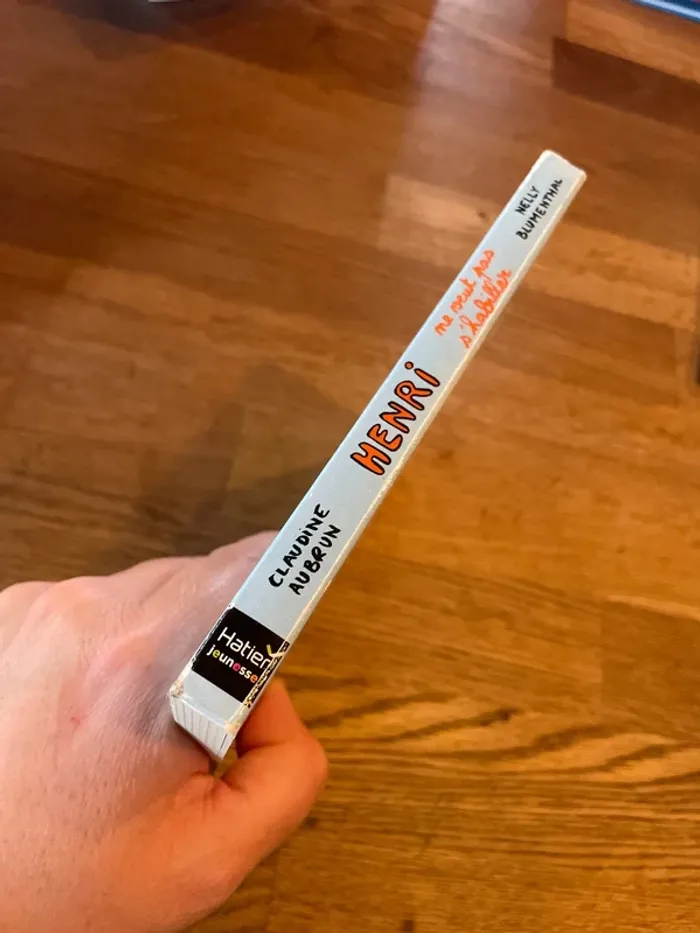 Hatier
jeunesse
CLAUDINE
AUBRUN
HENRI
ne veut pas
s'habiller
NELLY
BLUMENTHAL